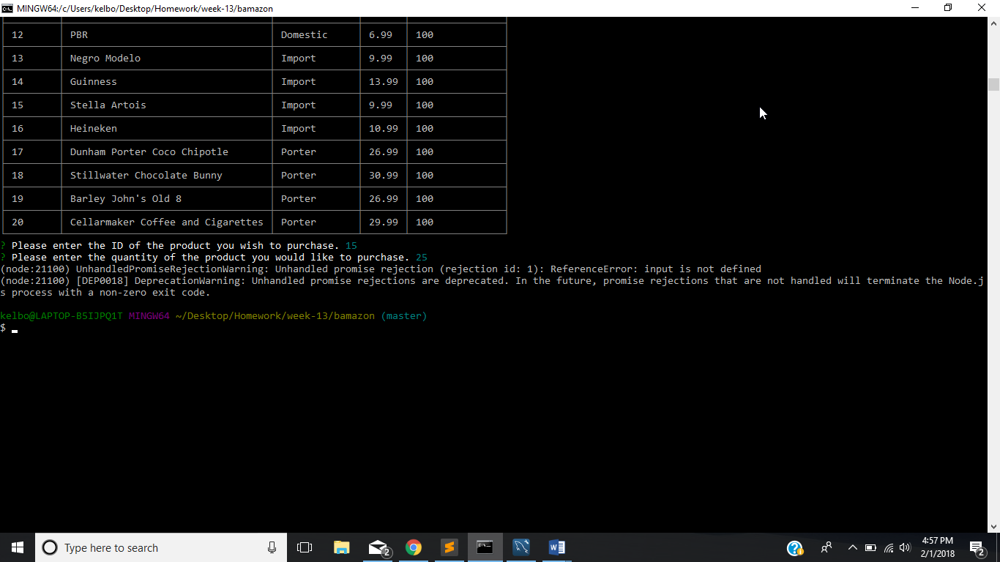 MINGW64:/c/Users/kelbo/Desktop/Homework/week-13/bamazon
12 PBR Domestic 6.99 100
13 Negro Modelo Import 9.99 100
14 Guinness Import 13.99 100
15 Stella Artois Import 9.99 100
16 Heineken Import 10.99 100
17 Dunham Porter Coco Chipotle Porter 26.99 100
18 Stillwater Chocolate Bunny Porter 30.99 100
19 Barley John's Old 8 Porter 26.99 100
20 Cellarmaker Coffee and Cigarettes Porter 29.99 100
? Please enter the ID of the product you wish to purchase. 15
? Please enter the quantity of the product you would like to purchase. 25
(node:21100) UnhandledPromiseRejectionWarning: Unhandled promise rejection (rejection id: 1): ReferenceError: input is not defined
(node:21100) [DEP0018] DeprecationWarning: Unhandled promise rejections are deprecated. In the future, promise rejections that are not handled will terminate the Node.j
s process with a non-zero exit code.
kelbo@LAPTOP-B5IJPQ1T MINGW64 ~/Desktop/Homework/week-13/bamazon (master)
$
Type here to search
2
4:57 PM
2/1/2018
2